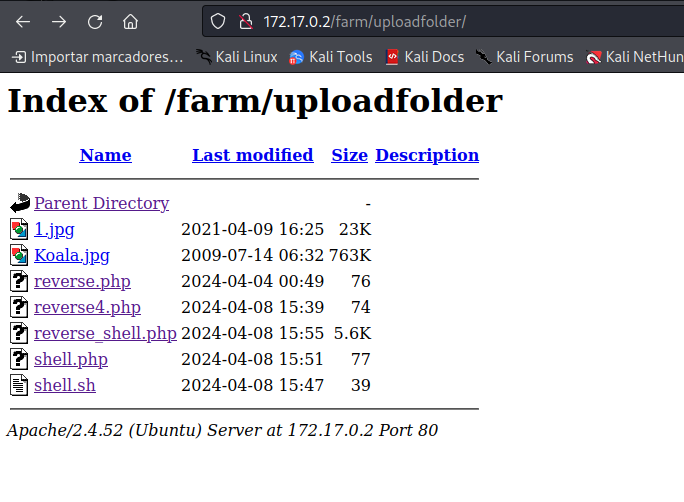 172.17.0.2/farm/uploadfolder/
Importar marcadores… Kali Linux Kali Tools Kali Docs Kali Forums Kali NetHun
Index of /farm/uploadfolder
Name Last modified Size Description
Parent Directory -
1.jpg 2021-04-09 16:25 23K
Koala.jpg 2009-07-14 06:32 763K
reverse.php 2024-04-04 00:49 76
reverse4.php 2024-04-08 15:39 74
reverse_shell.php 2024-04-08 15:55 5.6K
shell.php 2024-04-08 15:51 77
shell.sh 2024-04-08 15:47 39
Apache/2.4.52 (Ubuntu) Server at 172.17.0.2 Port 80